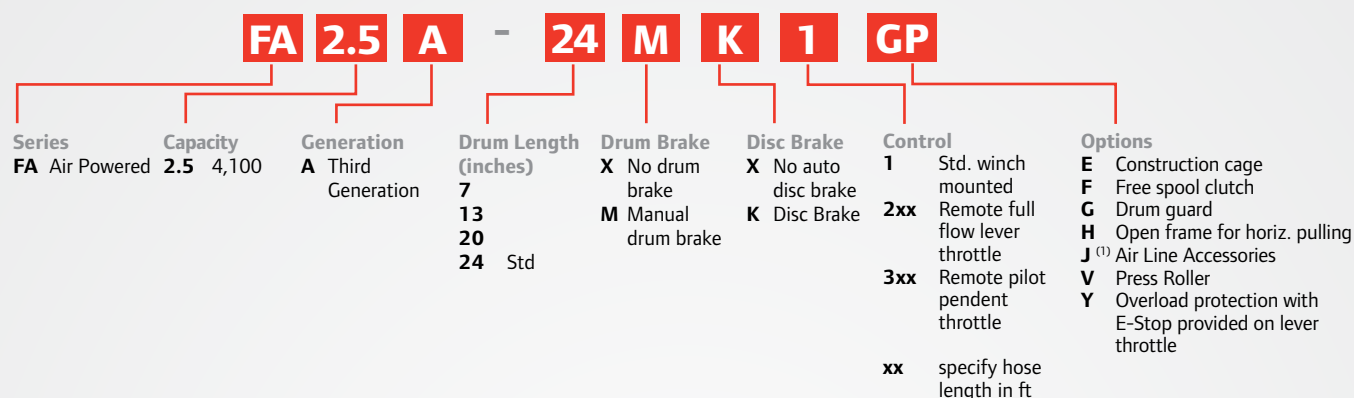 FA 2.5 A - 24 M K 1 GP
Series
FA Air Powered
Capacity
2.5 4,100
Generation
A Third
Generation
Drum Length
(inches)
7
13
20
24 Std
Drum Brake
X No drum
brake
M Manual
drum brake
Disc Brake
X No auto
disc brake
K Disc Brake
Control
1 Std. winch
mounted
2xx Remote full
flow lever
throttle
3xx Remote pilot
pendent
throttle
xx specify hose
length in ft
Options
E Construction cage
F Free spool clutch
G Drum guard
H Open frame for horiz. pulling
J (1) Air Line Accessories
V Press Roller
Y Overload protection with
E-Stop provided on lever
throttle